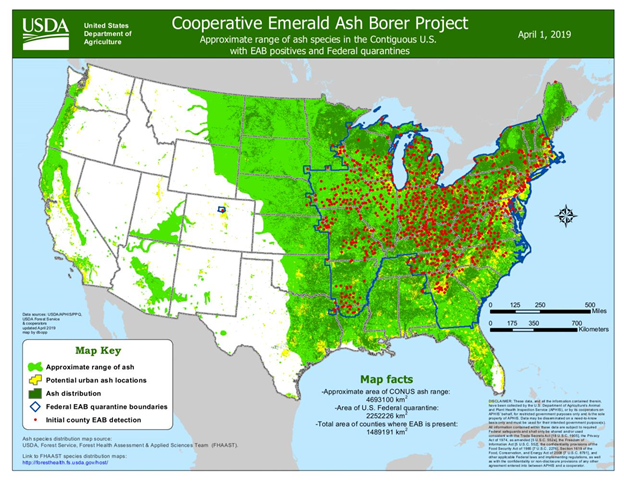 USDA
United States
Department of
Agriculture
Cooperative Emerald Ash Borer Project
Approximate range of ash species in the Contiguous U.S.
with EAB positives and Federal quarantines
April 1, 2019
Data sources: USDA/APHIS/PPQ,
USDA Forest Service
& cooperators
updated April 2019
Map Key
Approximate range of ash
Potential urban ash locations
Ash distribution
Federal EAB quarantine boundaries
Initial county EAB detection
Ash species distribution map source:
USDA, Forest Service, Forest Health Assessment & Applied Sciences Team (FHAAST).
Link to FHAAST species distribution maps:
http://foresthealth.fs.usda.gov/host/
Map facts
-Approximate area of CONUS ash range:
4693100 km²
-Area of U.S. Federal quarantine:
2252226 km²
-Total area of counties where EAB is present:
1489191 km²
0 125 250 500
Miles
0 175 350 700
Kilometers